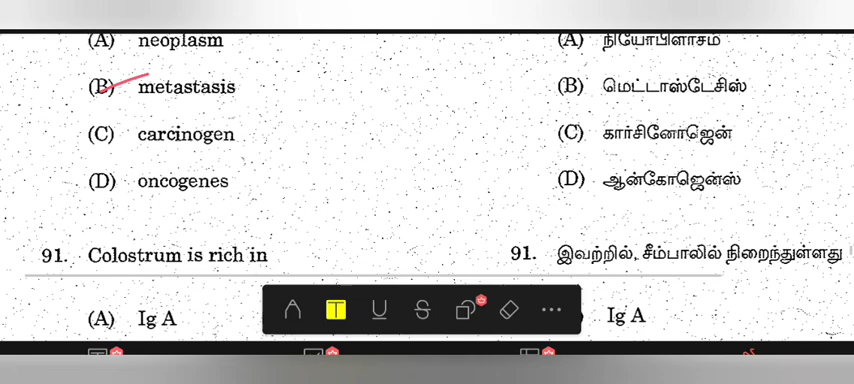 (A) neoplasm
(B) metastasis
(C) carcinogen
(D) oncogenes
91. Colostrum is rich in
(A) Ig A
(A) நியோபிளாசம்
(B) மெட்டாஸ்டேசிஸ்
(C) கார்சினோஜென்
(D) ஆன்கோஜென்ஸ்
91. இவற்றில், சீம்பாலில் நிறைந்துள்ளது
Ig A